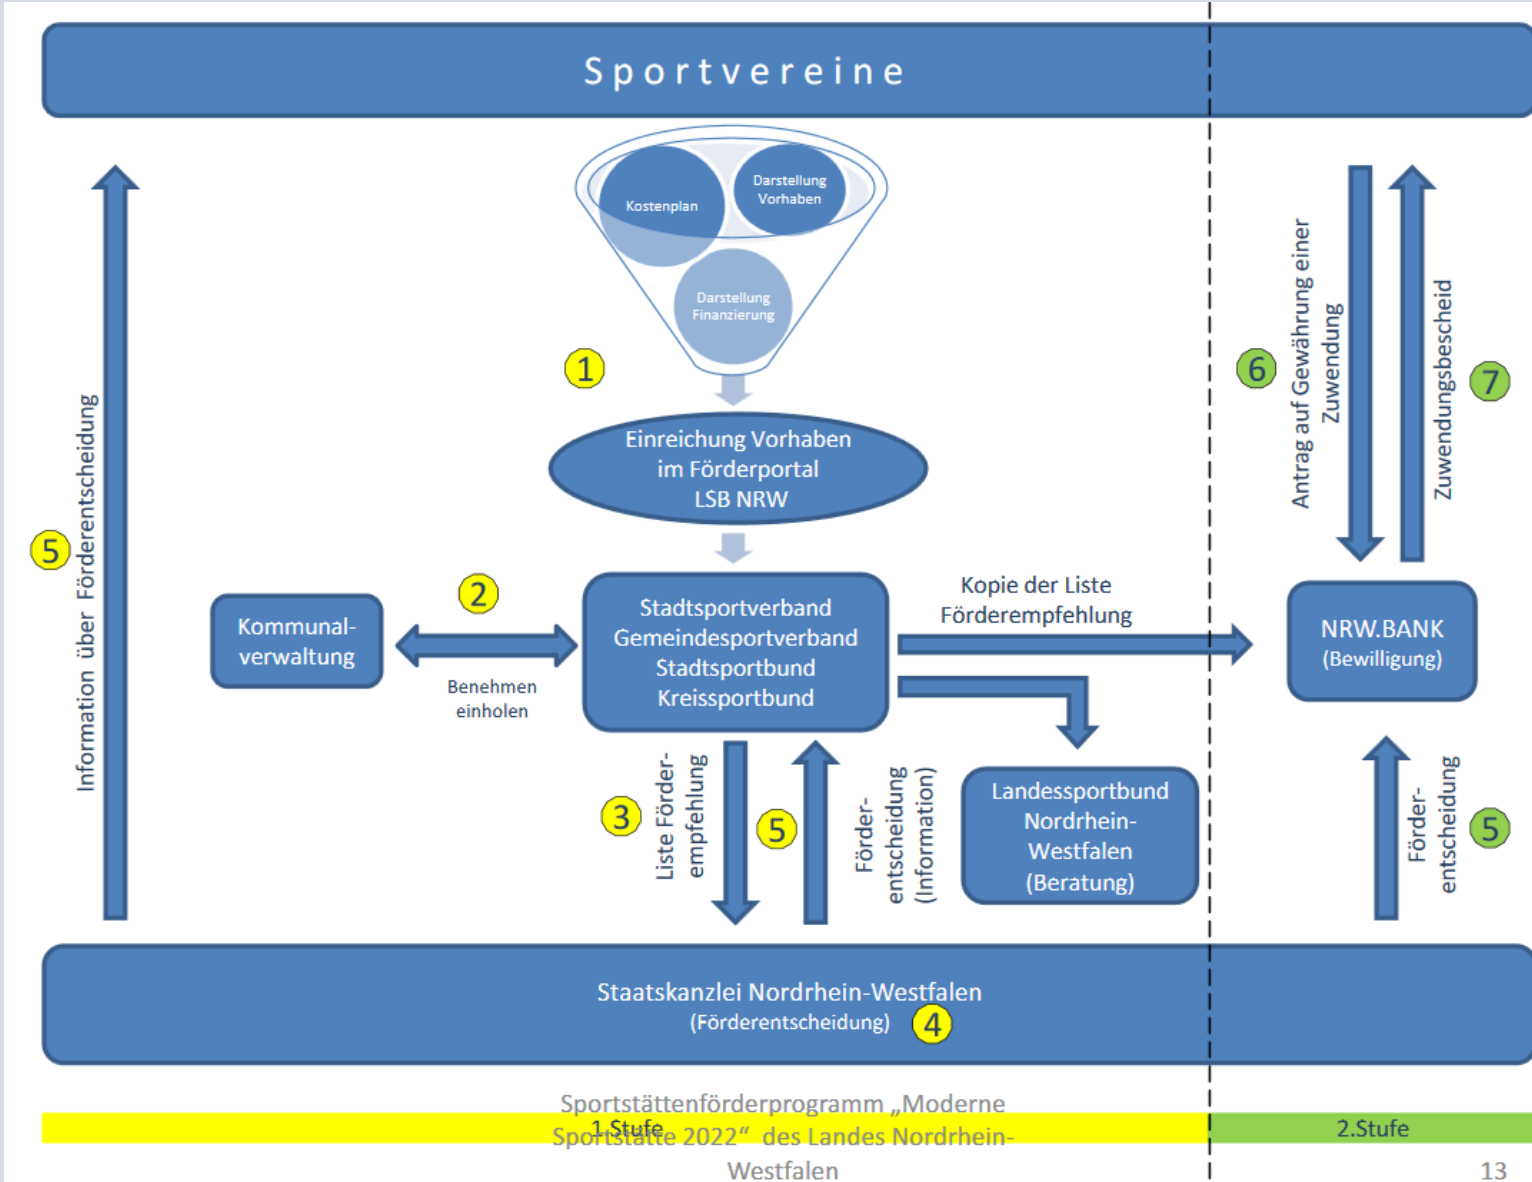 Sportvereine
Kostenplan
Darstellung
Vorhaben
Darstellung
Finanzierung
1
Einreichung Vorhaben
im Förderportal
LSB NRW
5
Information über Förderentscheidung
Kommunal-
verwaltung
2
Benehmen
einholen
Stadtsportverband
Gemeindesportverband
Stadtsportbund
Kreissportbund
Kopie der Liste
Förderempfehlung
6
Antrag auf Gewährung einer
Zuwendung
Zuwendungsbescheid
7
NRW.BANK
(Bewilligung)
3
Liste Förder-
empfehlung
5
Förder-
entscheidung
(Information)
Landessportbund
Nordrhein-
Westfalen
(Beratung)
Förder-
entscheidung
5
Staatskanzlei Nordrhein-Westfalen
(Förderentscheidung)
4
1.Stufe
2.Stufe
Sportstättenförderprogramm „Moderne
Sportstätte 2022“ des Landes Nordrhein-
Westfalen
13